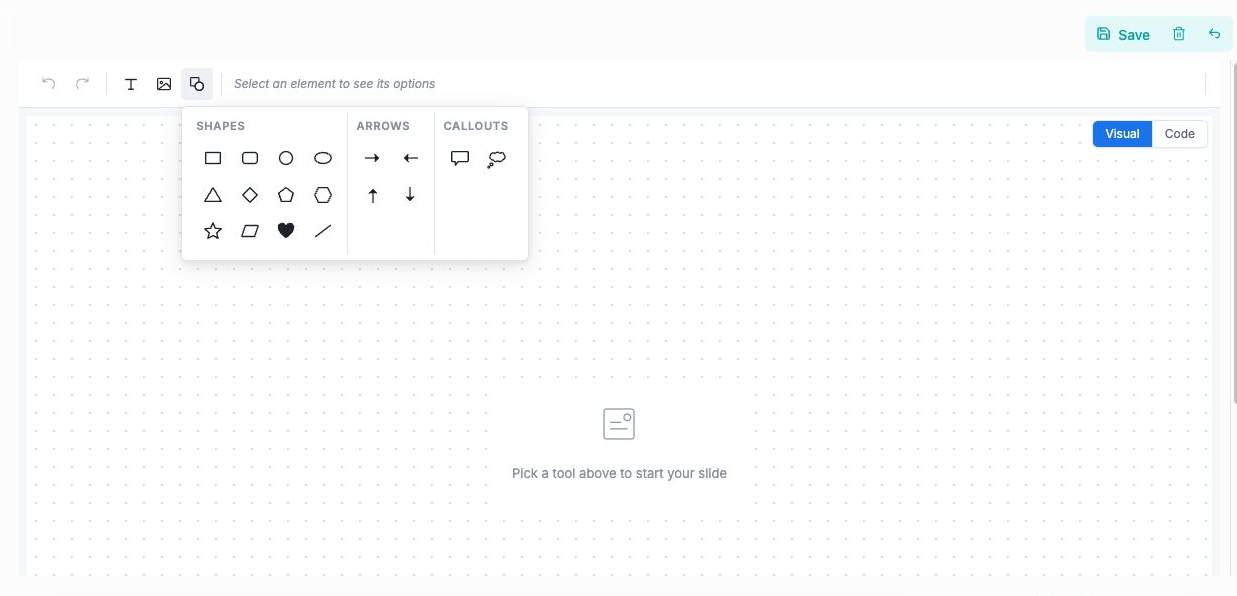 Save
Select an element to see its options
SHAPES ARROWS CALLOUTS
Visual Code
Pick a tool above to start your slide